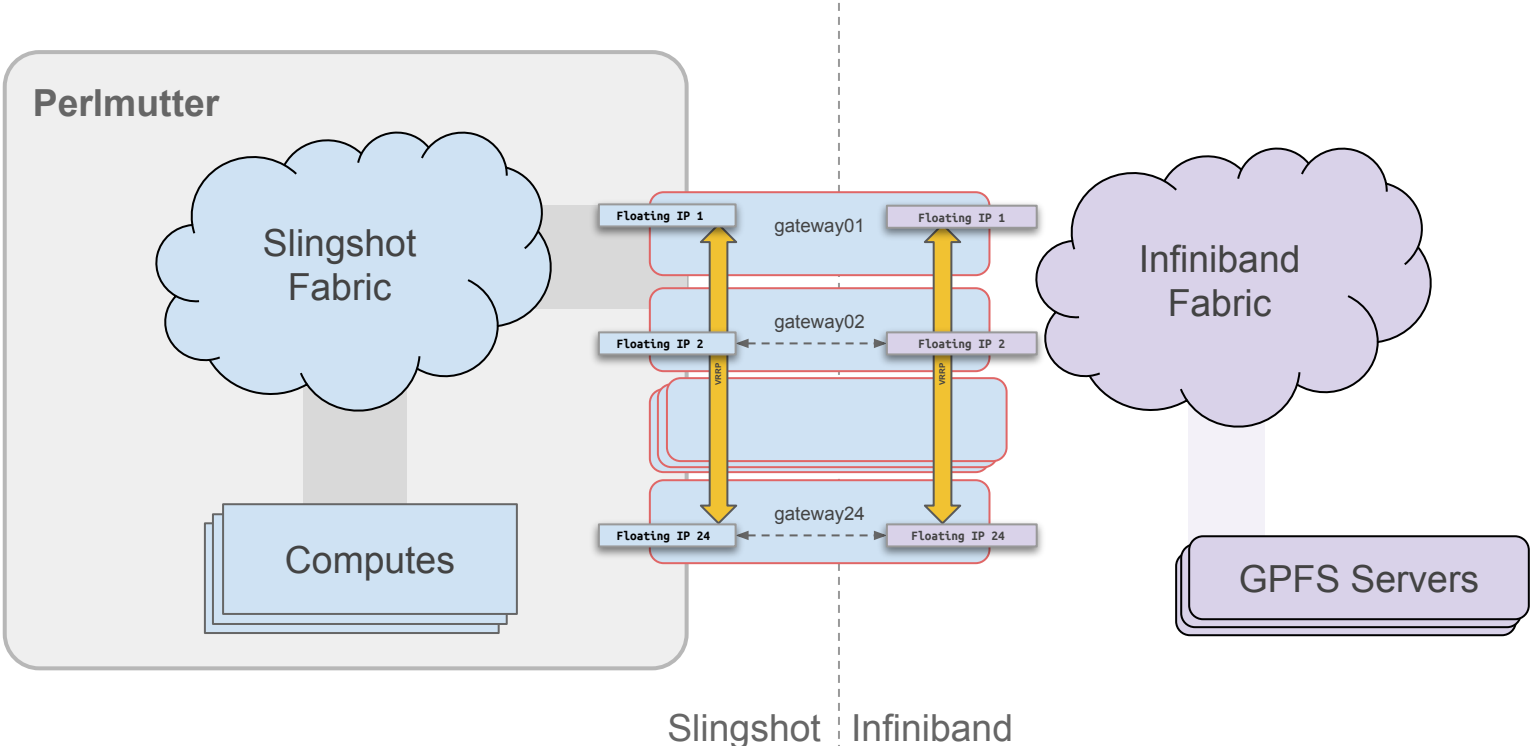 Perlmutter
Slingshot
Fabric
Computes
Floating IP 1
gateway01
Floating IP 1
gateway02
Floating IP 2
Floating IP 2
VRRP
VRRP
gateway24
Floating IP 24
Floating IP 24
Infiniband
Fabric
GPFS Servers
Slingshot
Infiniband